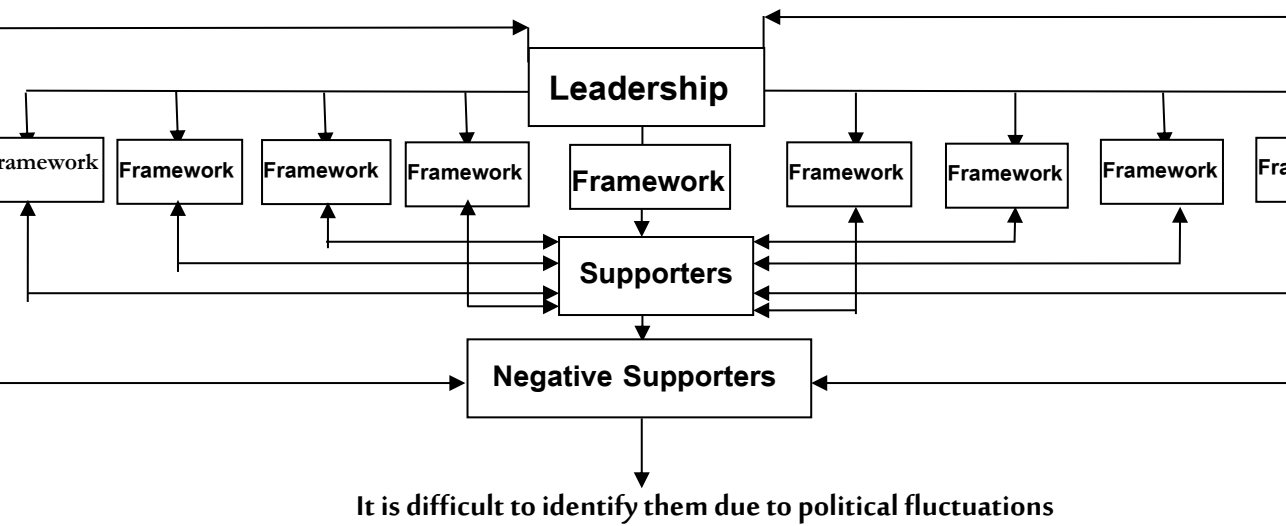 Leadership
ramework
Framework
Framework
Framework
Framework
Framework
Framework
Framework
Fra
Supporters
Negative Supporters
It is difficult to identify them due to political fluctuations